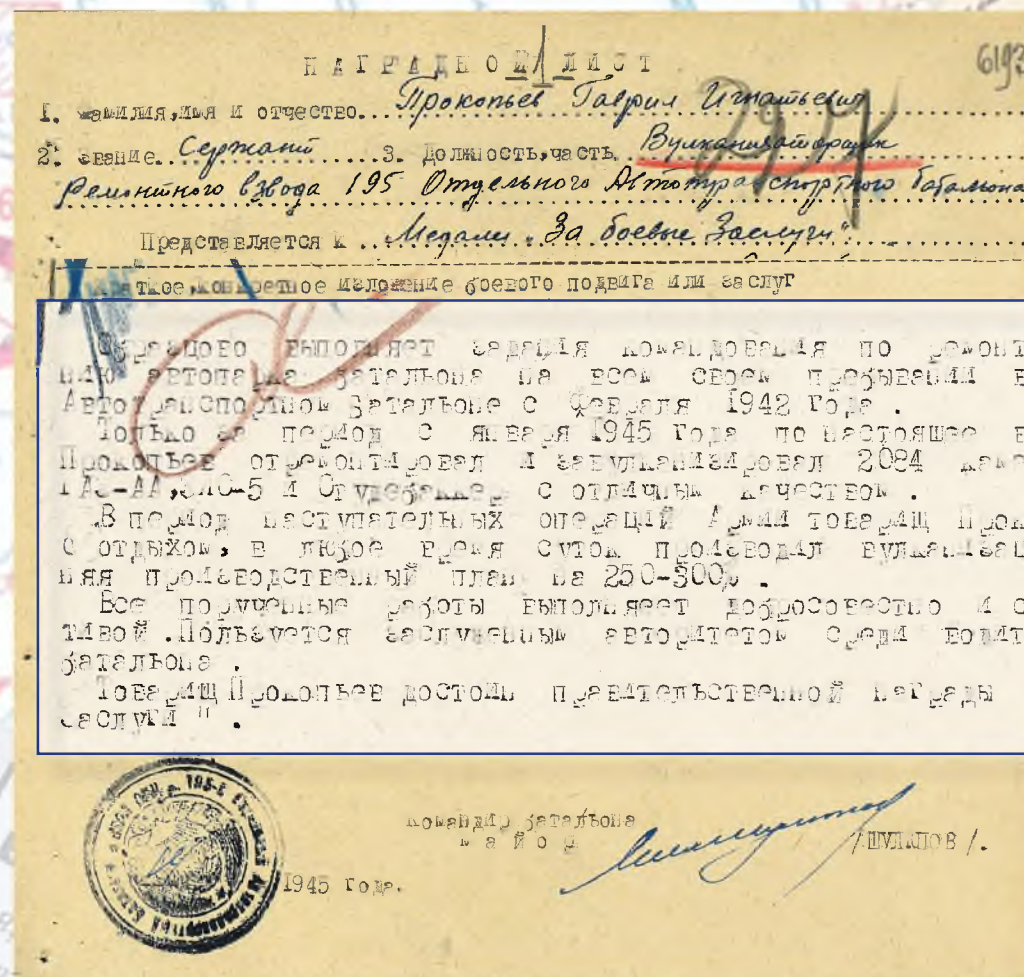 НАГРАДНОЙ ЛИСТ
6193
1. Фамилия,имя и отчество..Прокопьев Гаврил Игнатьевич
2. звание..Сержант.....3. Должность,часть.Вулканизаторщик
Ремонтного взвода 195 Отдельного Автотранспортного батальона
Представляется к ..Медали „За боевые Заслуги"
Краткое,конкретное изложение боевого подвига или заслуг
Образцово выполняет задания командования по ремонт
нию автопарка батальона на всем своем пребывании в
Автотранспортном батальоне с февраля 1942 года .
Только за период с января 1945 года по настоящее в
Прокопьев отремонтировал и завулканизировал 2084 каме
ГАЗ-АА,ЗИС-5 и Студебаккер с отличным качеством .
В период наступательных операций Армии товарищ Прок
с отдыхом, в любое время суток производил вулканизац
няя производственный план на 250-300% .
Все порученные работы выполняет добросовестно и с
тивой .Пользуется заслуженным авторитетом среди водит
батальона .
Товарищ Прокопьев достоин правительственной награды
заслуги " .
Командир батальона
майор
1945 года.